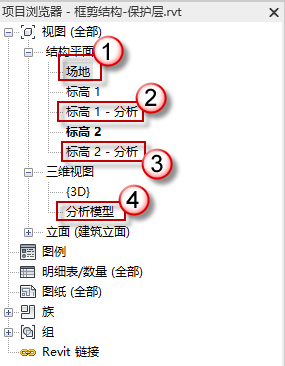 项目浏览器 - 框剪结构-保护层.rvt
视图 (全部)
结构平面
1
场地
标高 1
2
标高 1 - 分析
标高 2
标高 2 - 分析
3
三维视图
{3D}
4
分析模型
立面 (建筑立面)
图例
明细表/数量 (全部)
图纸 (全部)
族
组
Revit 链接